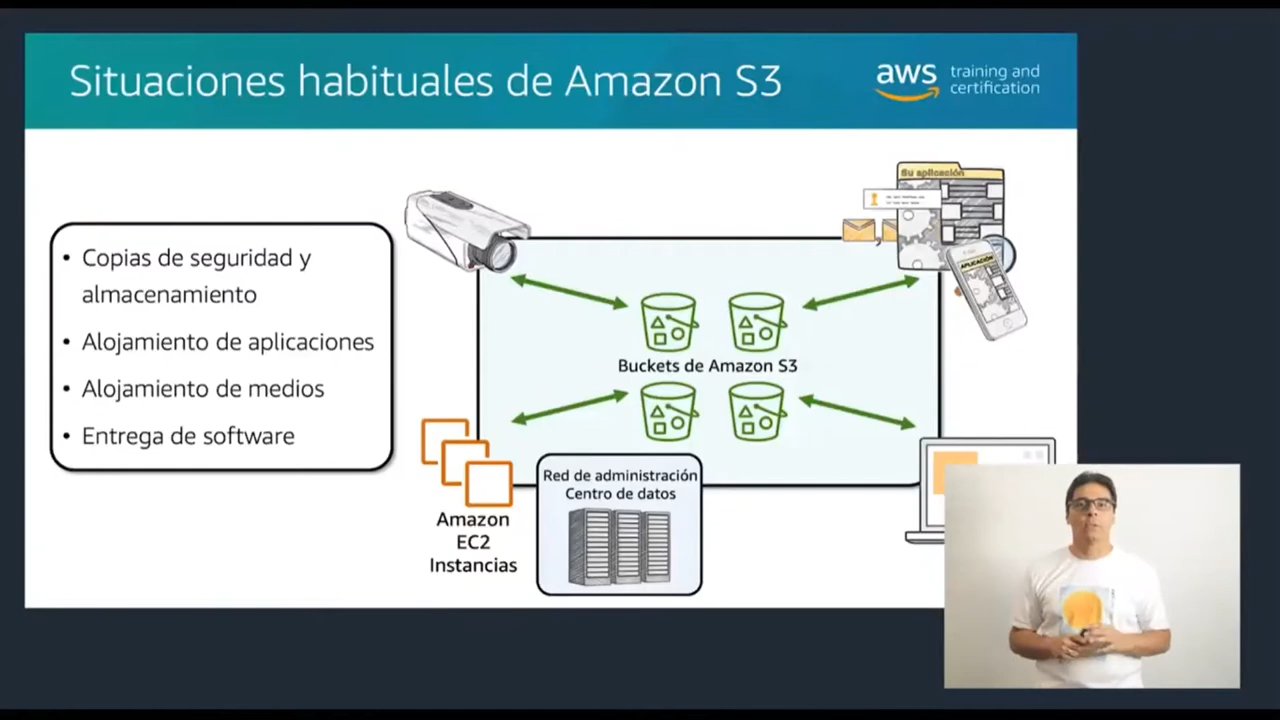 Situaciones habituales de Amazon S3
aws training and
certification
• Copias de seguridad y
almacenamiento
• Alojamiento de aplicaciones
• Alojamiento de medios
• Entrega de software
Su aplicación
APLICACIÓN
Buckets de Amazon S3
Amazon
EC2
Instancias
Red de administración
Centro de datos